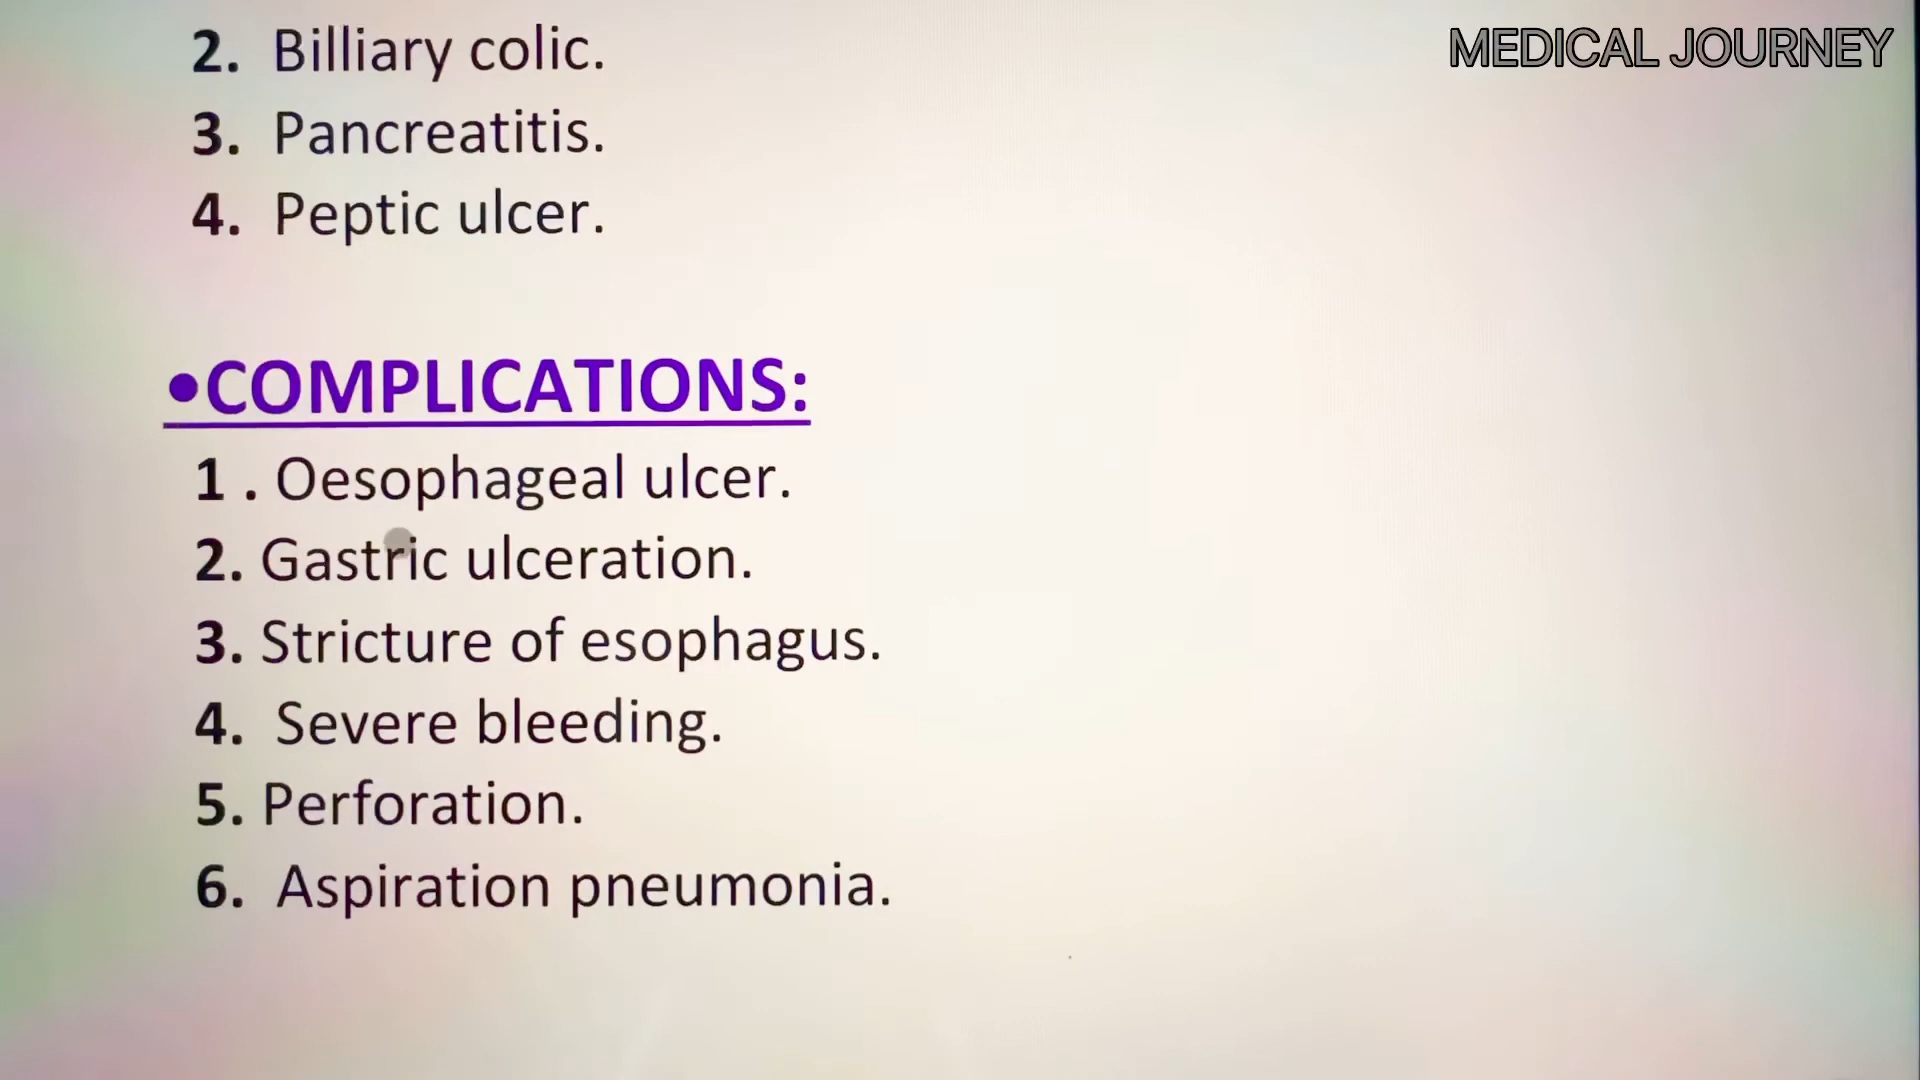 MEDICAL JOURNEY
2. Billiary colic.
3. Pancreatitis.
4. Peptic ulcer.
•COMPLICATIONS:
1 . Oesophageal ulcer.
2. Gastric ulceration.
3. Stricture of esophagus.
4. Severe bleeding.
5. Perforation.
6. Aspiration pneumonia.